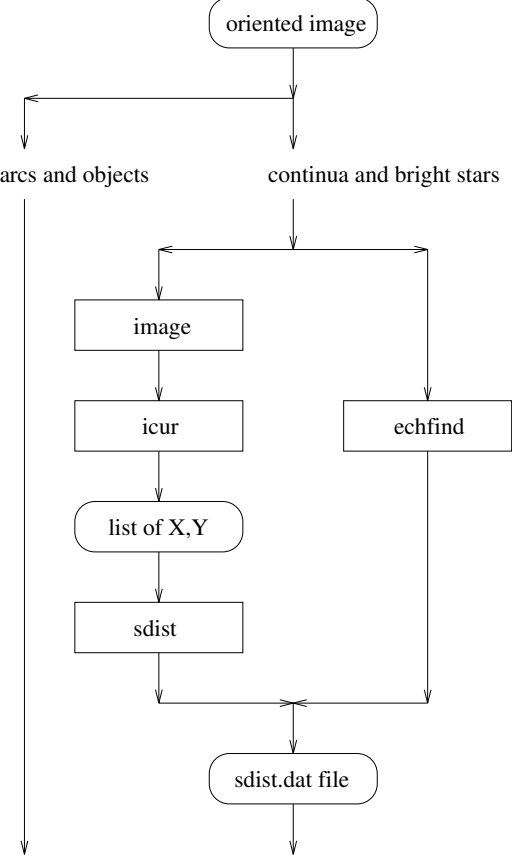 oriented image
arcs and objects
continua and bright stars
image
icur
echfind
list of X,Y
sdist
sdist.dat file